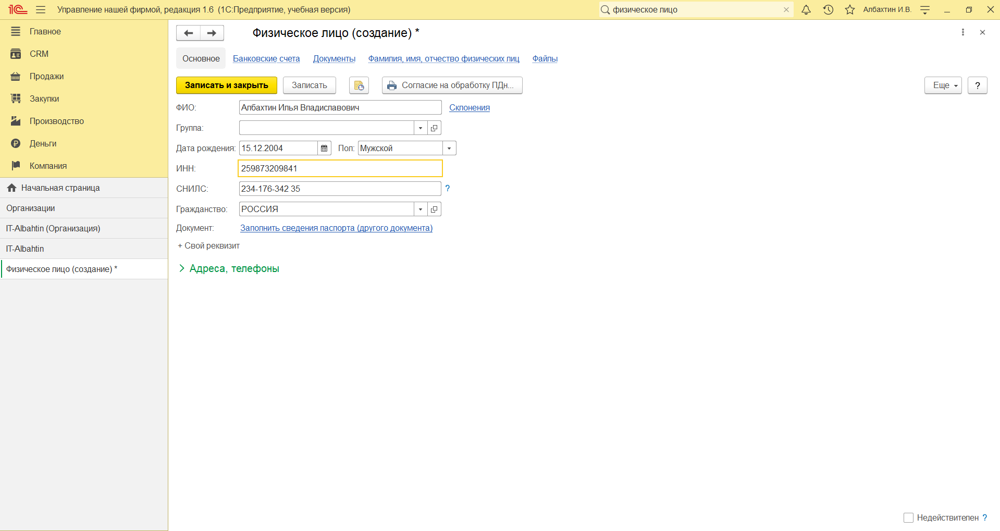 1С Управление нашей фирмой, редакция 1.6 (1С:Предприятие, учебная версия) физическое лицо Албахтин И.В.
Главное
CRM
Продажи
Закупки
Производство
Деньги
Компания
Начальная страница
Организации
IT-Albahtin (Организация)
IT-Albahtin
Физическое лицо (создание) *
Физическое лицо (создание) *
Основное Банковские счета Документы Фамилия, имя, отчество физических лиц Файлы
Записать и закрыть Записать Согласие на обработку ПДн... Еще ?
ФИО: Албахтин Илья Владиславович Склонения
Группа:
Дата рождения: 15.12.2004 Пол: Мужской
ИНН: 259873209841
СНИЛС: 234-176-342 35 ?
Гражданство: РОССИЯ
Документ: Заполнить сведения паспорта (другого документа)
+ Свой реквизит
Адреса, телефоны
Недействителен ?